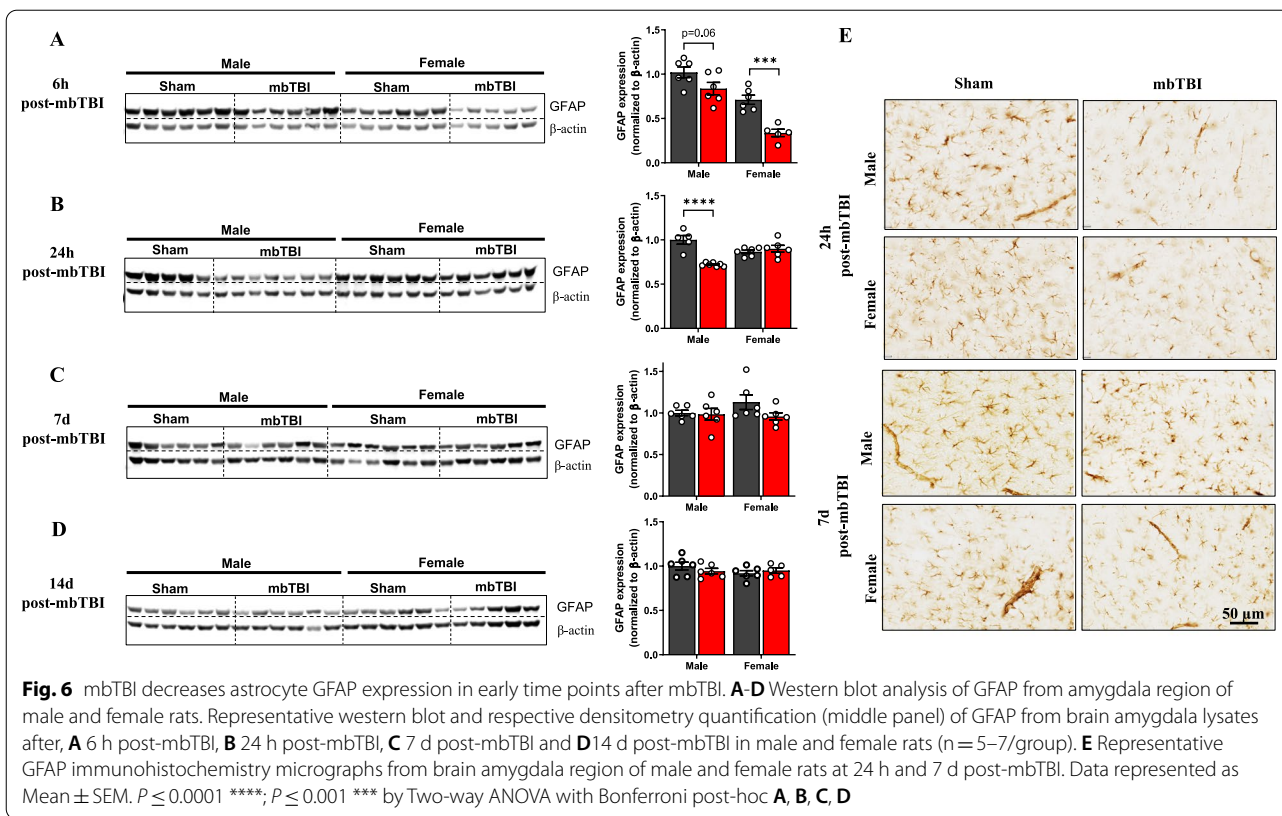 A
Male Female
6h
post-mbTBI
Sham mbTBI Sham mbTBI
GFAP
β-actin
GFAP expression
(normalized to β-actin)
1.5
1.0
0.5
0.0
p=0.06
***
Male Female
B
Male Female
24h
post-mbTBI
Sham mbTBI Sham mbTBI
GFAP
β-actin
GFAP expression
(normalized to β-actin)
1.5
1.0
0.5
0.0
****
Male Female
C
Male Female
7d
post-mbTBI
Sham mbTBI Sham mbTBI
GFAP
β-actin
GFAP expression
(normalized to β-actin)
1.5
1.0
0.5
0.0
Male Female
D
Male Female
14d
post-mbTBI
Sham mbTBI Sham mbTBI
GFAP
β-actin
GFAP expression
(normalized to β-actin)
1.5
1.0
0.5
0.0
Male Female
E
Sham mbTBI
24h
post-mbTBI
Male
Female
7d
post-mbTBI
Male
Female
50 µm
Fig. 6 mbTBI decreases astrocyte GFAP expression in early time points after mbTBI. A-D Western blot analysis of GFAP from amygdala region of
male and female rats. Representative western blot and respective densitometry quantification (middle panel) of GFAP from brain amygdala lysates
after, A 6 h post-mbTBI, B 24 h post-mbTBI, C 7 d post-mbTBI and D14 d post-mbTBI in male and female rats (n = 5–7/group). E Representative
GFAP immunohistochemistry micrographs from brain amygdala region of male and female rats at 24 h and 7 d post-mbTBI. Data represented as
Mean ± SEM. P ≤ 0.0001 ****; P ≤ 0.001 *** by Two-way ANOVA with Bonferroni post-hoc A, B, C, D